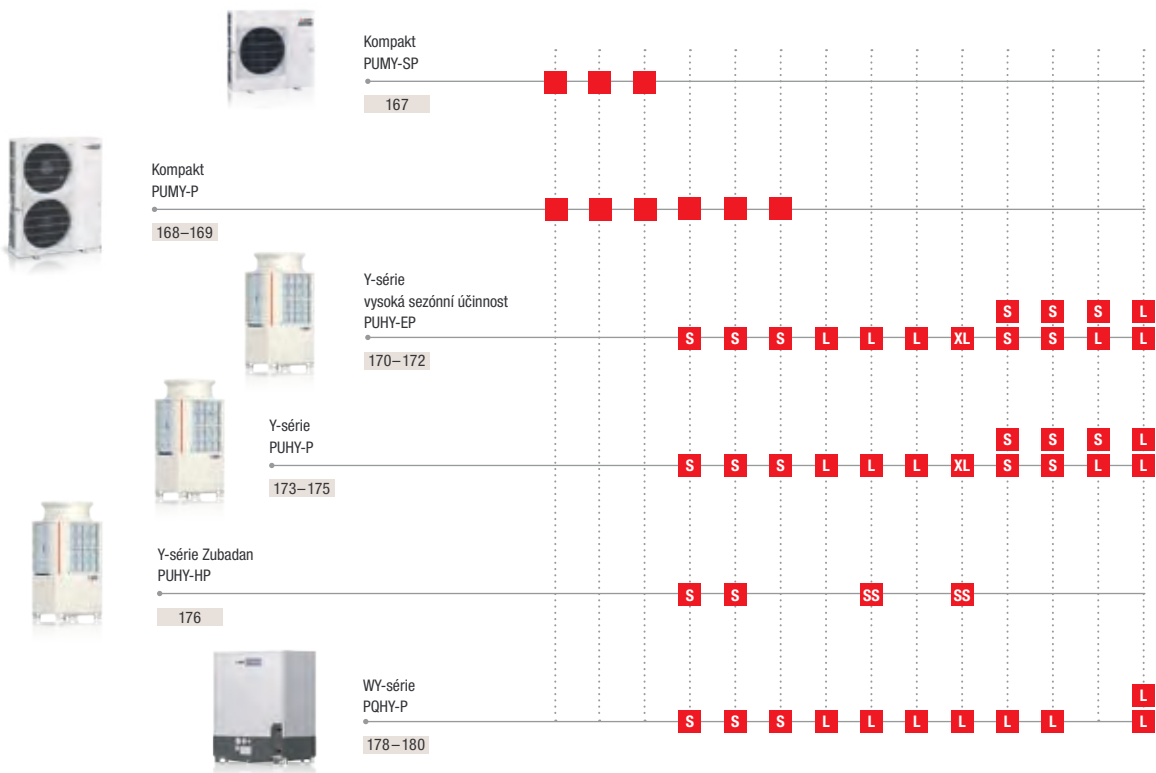 Kompakt
PUMY-SP
167
Kompakt
PUMY-P
168–169
Y-série
vysoká sezónní účinnost
PUHY-EP
S S S L
S S S L L L XL S S L L
170–172
Y-série
PUHY-P
S S S L
S S S L L L XL S S L L
173–175
Y-série Zubadan
PUHY-HP
S S SS SS
176
WY-série
PQHY-P
L
S S S L L L L L L L
178–180